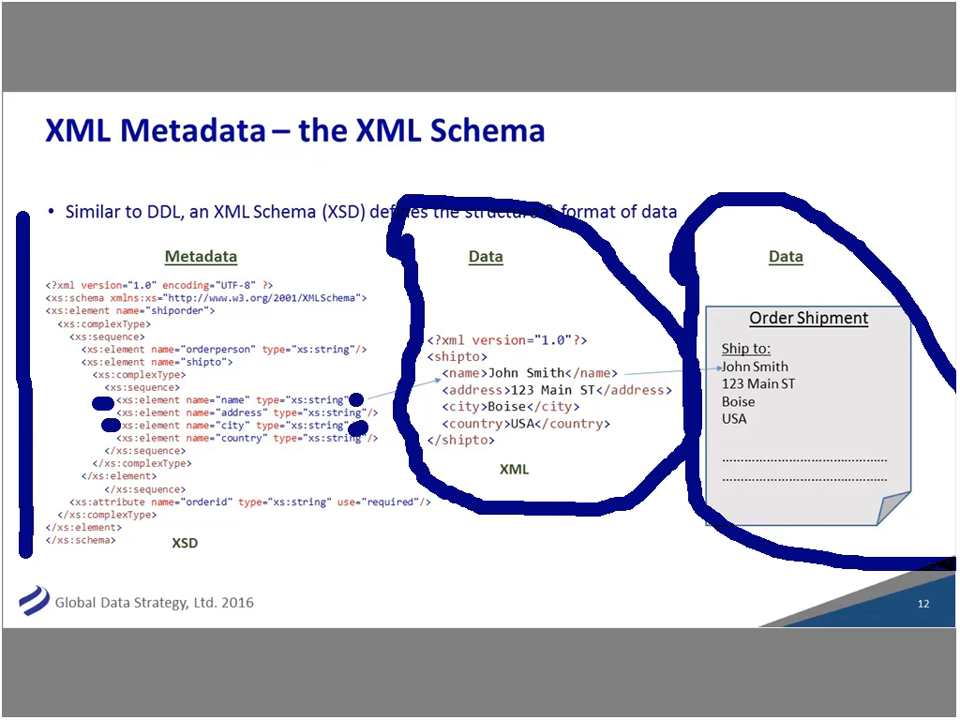 XML Metadata – the XML Schema
• Similar to DDL, an XML Schema (XSD) defines the structure & format of data
Metadata
<?xml version="1.0" encoding="UTF-8" ?>
<xs:schema xmlns:xs="http://www.w3.org/2001/XMLSchema">
<xs:element name="shiporder">
<xs:complexType>
<xs:sequence>
<xs:element name="orderperson" type="xs:string"/>
<xs:element name="shipto">
<xs:complexType>
<xs:sequence>
<xs:element name="name" type="xs:string"
<xs:element name="address" type="xs:string"/>
<xs:element name="city" type="xs:string"
<xs:element name="country" type="xs:string"/>
</xs:sequence>
</xs:complexType>
</xs:element>
</xs:sequence>
<xs:attribute name="orderid" type="xs:string" use="required"/>
</xs:complexType>
</xs:element>
</xs:schema>
XSD
Data
<?xml version="1.0"?>
<shipto>
<name>John Smith</name>
<address>123 Main ST</address>
<city>Boise</city>
<country>USA</country>
</shipto>
XML
Data
Order Shipment
Ship to:
John Smith
123 Main ST
Boise
USA
Global Data Strategy, Ltd. 2016
12